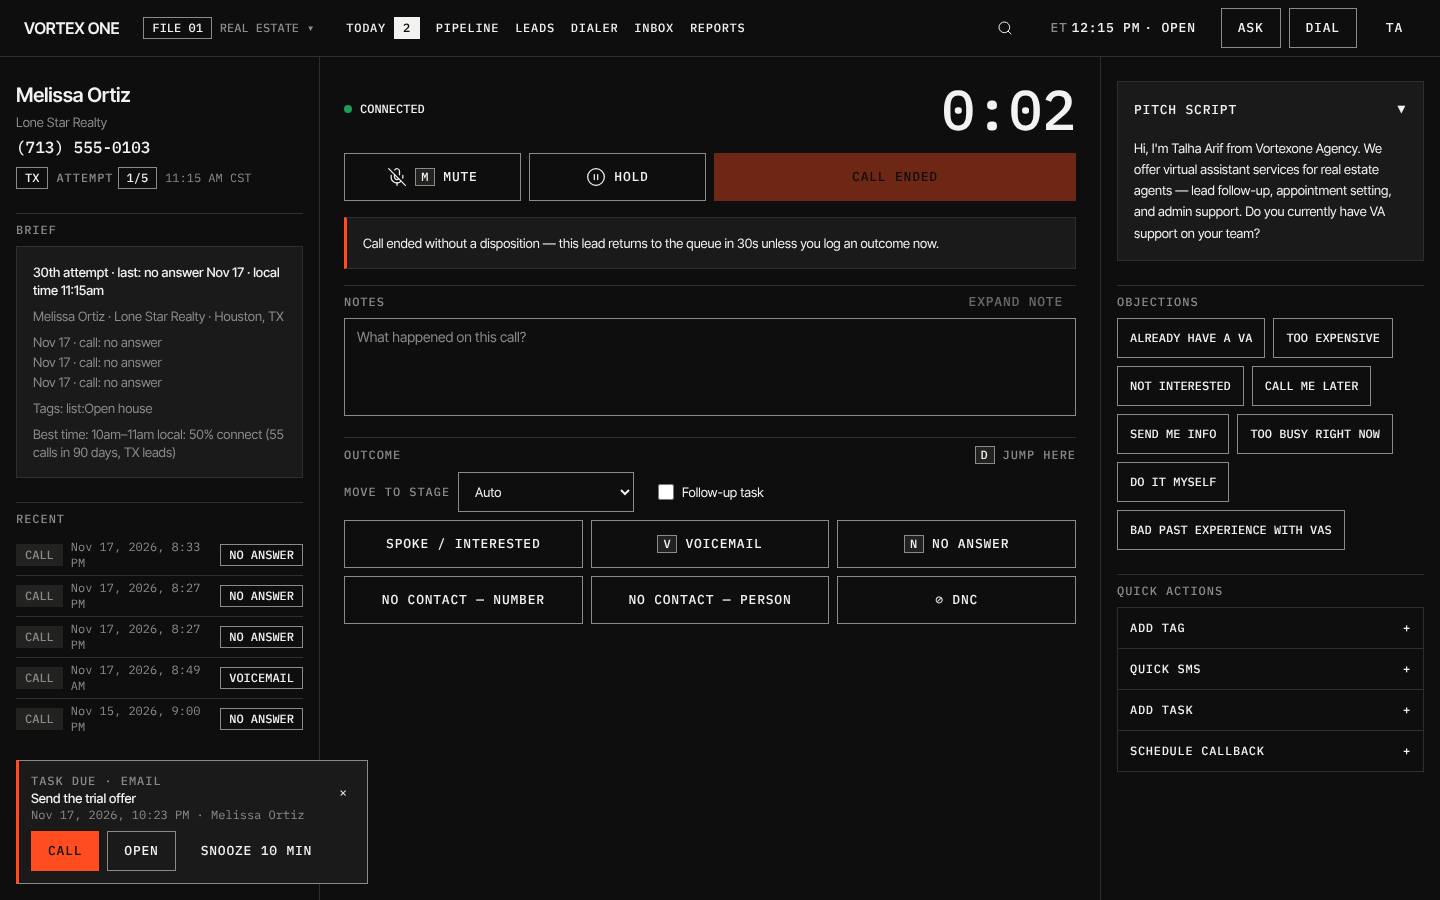 VORTEX ONE
FILE 01
REAL ESTATE ▾
TODAY 2
PIPELINE
LEADS
DIALER
INBOX
REPORTS
ET 12:15 PM · OPEN
ASK
DIAL
TA
Melissa Ortiz
Lone Star Realty
(713) 555-0103
TX ATTEMPT 1/5 11:15 AM CST
BRIEF
30th attempt · last: no answer Nov 17 · local
time 11:15am
Melissa Ortiz · Lone Star Realty · Houston, TX
Nov 17 · call: no answer
Nov 17 · call: no answer
Nov 17 · call: no answer
Tags: list:Open house
Best time: 10am–11am local: 50% connect (55
calls in 90 days, TX leads)
RECENT
CALL Nov 17, 2026, 8:33 PM NO ANSWER
CALL Nov 17, 2026, 8:27 PM NO ANSWER
CALL Nov 17, 2026, 8:27 PM NO ANSWER
CALL Nov 17, 2026, 8:49 AM VOICEMAIL
CALL Nov 15, 2026, 9:00 PM NO ANSWER
TASK DUE · EMAIL
Send the trial offer
×
Nov 17, 2026, 10:23 PM · Melissa Ortiz
CALL
OPEN
SNOOZE 10 MIN
CONNECTED
0:02
M MUTE
HOLD
CALL ENDED
Call ended without a disposition — this lead returns to the queue in 30s unless you log an outcome now.
NOTES
EXPAND NOTE
What happened on this call?
OUTCOME
D JUMP HERE
MOVE TO STAGE Auto
Follow-up task
SPOKE / INTERESTED
V VOICEMAIL
N NO ANSWER
NO CONTACT — NUMBER
NO CONTACT — PERSON
⊘ DNC
PITCH SCRIPT ▼
Hi, I'm Talha Arif from Vortexone Agency. We
offer virtual assistant services for real estate
agents — lead follow-up, appointment setting,
and admin support. Do you currently have VA
support on your team?
OBJECTIONS
ALREADY HAVE A VA
TOO EXPENSIVE
NOT INTERESTED
CALL ME LATER
SEND ME INFO
TOO BUSY RIGHT NOW
DO IT MYSELF
BAD PAST EXPERIENCE WITH VAS
QUICK ACTIONS
ADD TAG +
QUICK SMS +
ADD TASK +
SCHEDULE CALLBACK +